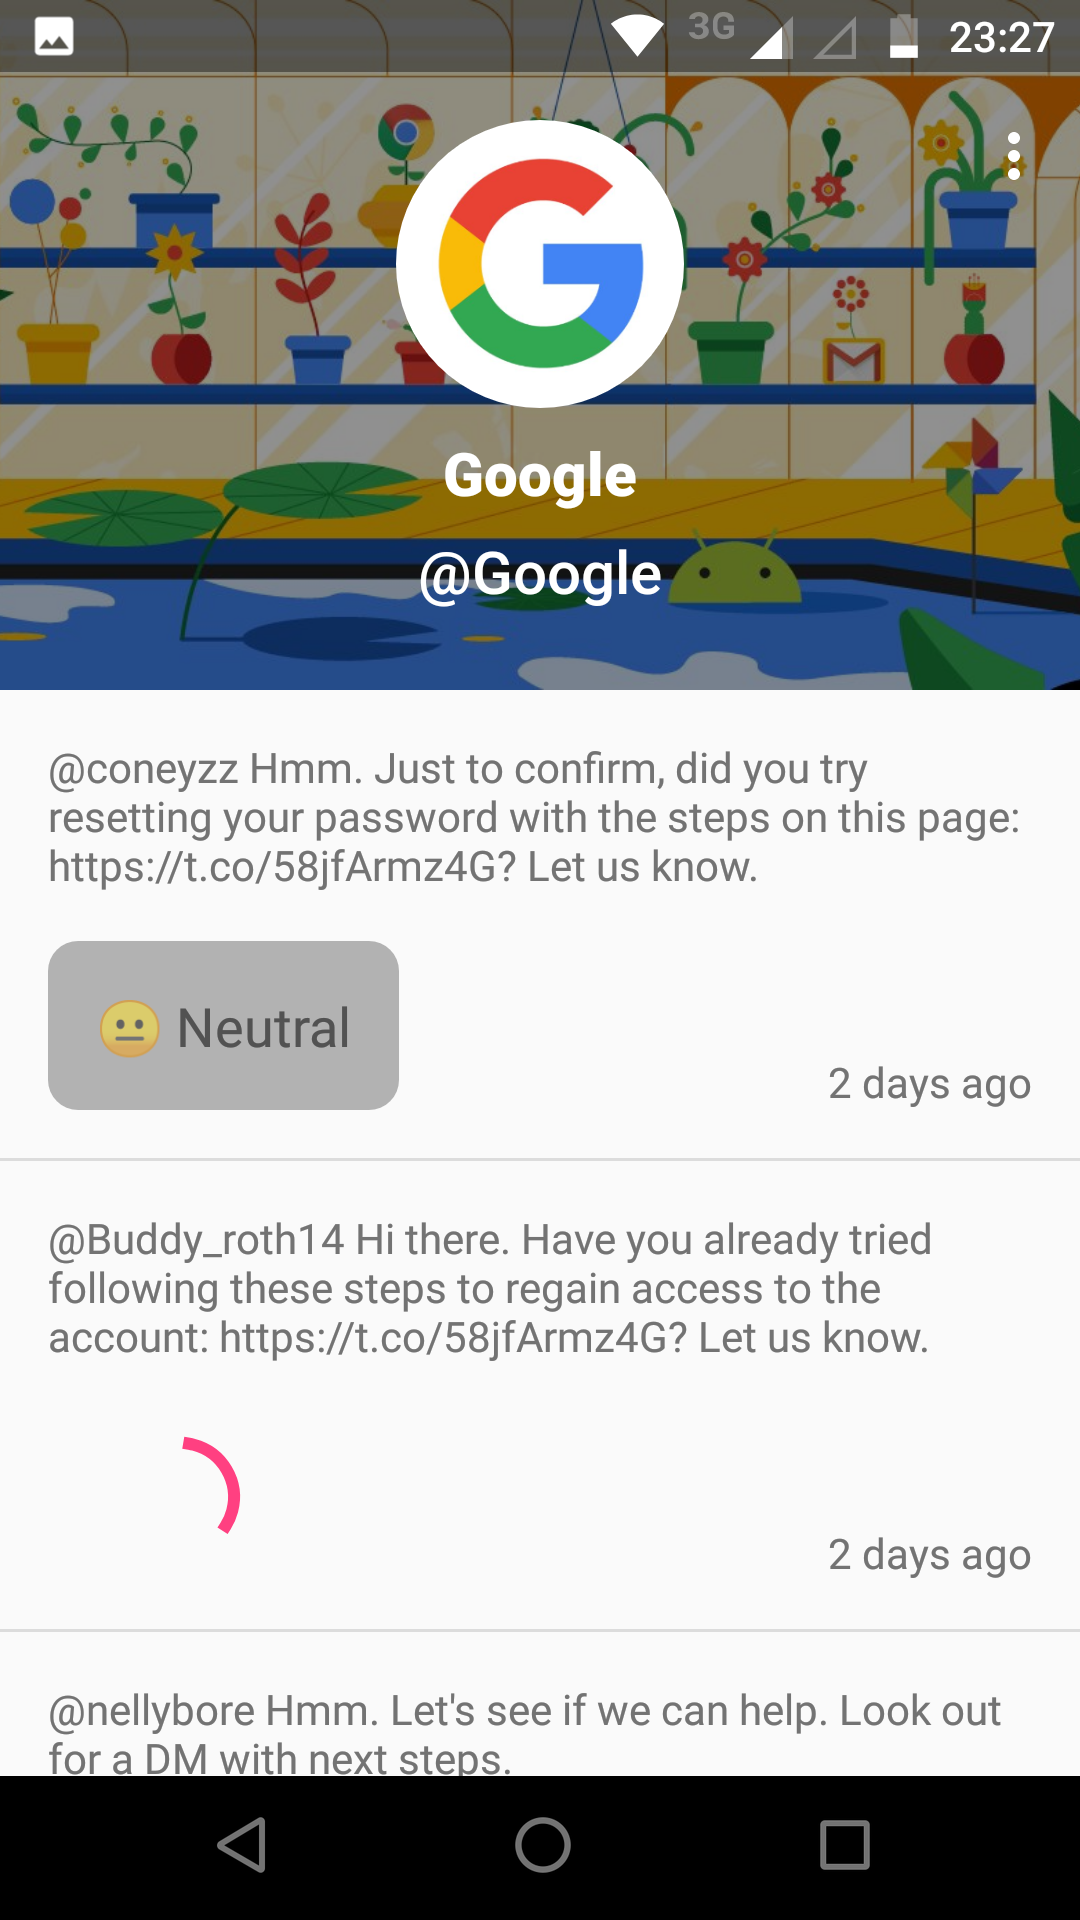 3G 23:27
Google
@Google
@coneyzz Hmm. Just to confirm, did you try
resetting your password with the steps on this page:
https://t.co/58jfArmz4G? Let us know.
😐 Neutral
2 days ago
@Buddy_roth14 Hi there. Have you already tried
following these steps to regain access to the
account: https://t.co/58jfArmz4G? Let us know.
2 days ago
@nellybore Hmm. Let's see if we can help. Look out
for a DM with next steps.